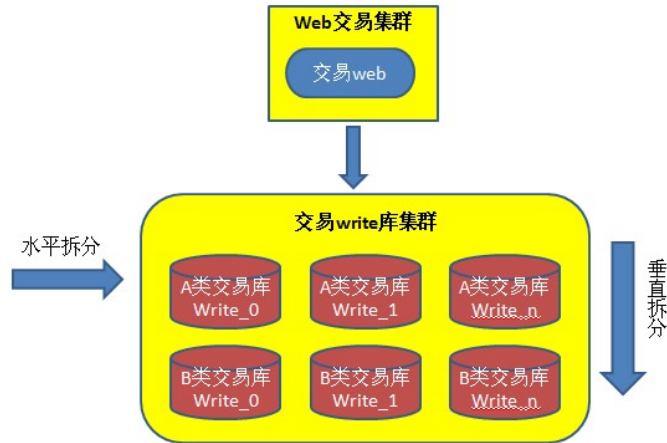 Web交易集群
交易web
交易write库集群
水平拆分
A类交易库
Write_0
A类交易库
Write_1
A类交易库
Write_n
B类交易库
Write_0
B类交易库
Write_1
B类交易库
Write_n
垂直拆分